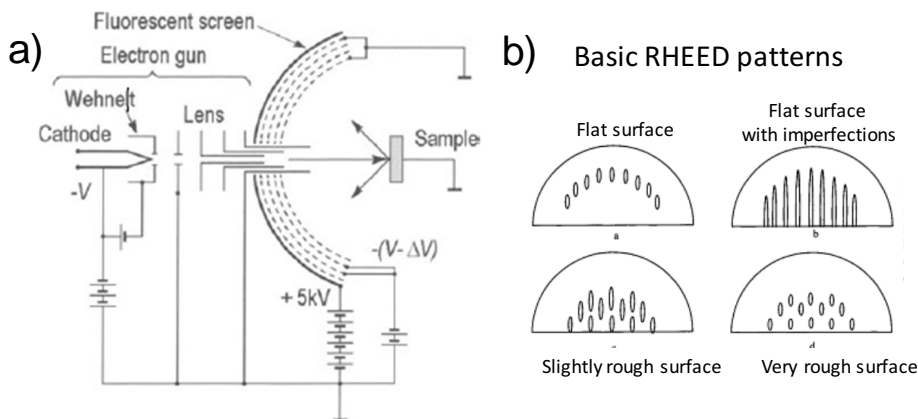 a)
Fluorescent screen
Electron gun
Wehnelt
Lens
Cathode
Sample
-V
-(V-ΔV)
+5kV
b)
Basic RHEED patterns
Flat surface
Flat surface
with imperfections
a
b
d
Slightly rough surface
Very rough surface